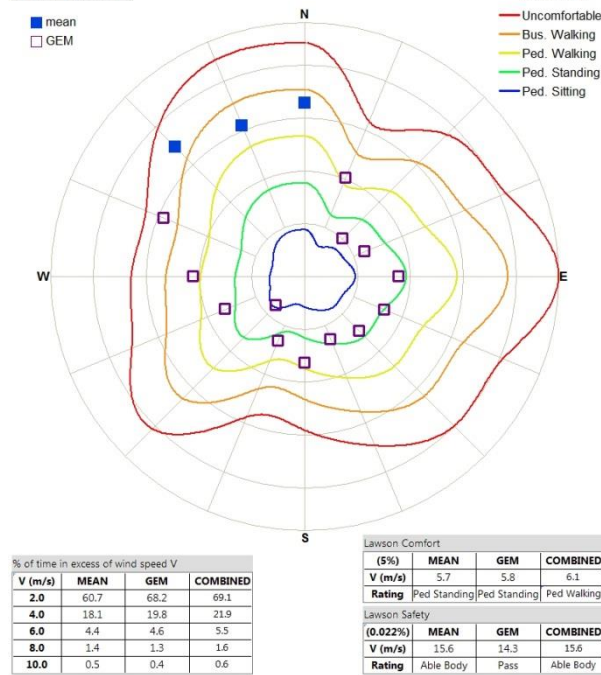 mean
GEM
Uncomfortable
Bus. Walking
Ped. Walking
Ped. Standing
Ped. Sitting
N
W
E
S
% of time in excess of wind speed V
V (m/s) MEAN GEM COMBINED
2.0 60.7 68.2 69.1
4.0 18.1 19.8 21.9
6.0 4.4 4.6 5.5
8.0 1.4 1.3 1.6
10.0 0.5 0.4 0.6
Lawson Comfort
(5%) MEAN GEM COMBINED
V (m/s) 5.7 5.8 6.1
Rating Ped Standing Ped Standing Ped Walking
Lawson Safety
(0.022%) MEAN GEM COMBINED
V (m/s) 15.6 14.3 15.6
Rating Able Body Pass Able Body